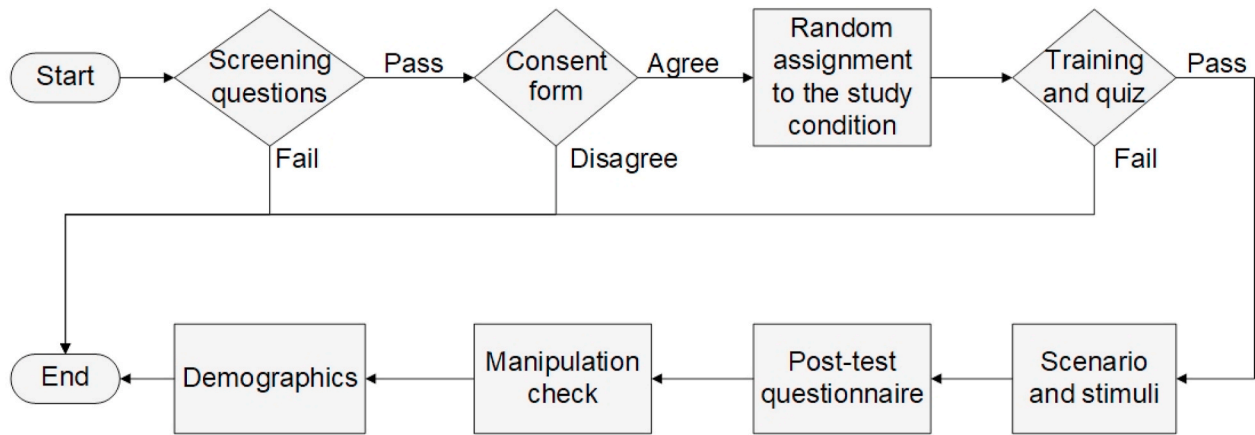 Start
Screening
questions
Pass
Consent
form
Agree
Random
assignment
to the study
condition
Training
and quiz
Pass
Fail
Disagree
Fail
End
Demographics
Manipulation
check
Post-test
questionnaire
Scenario
and stimuli